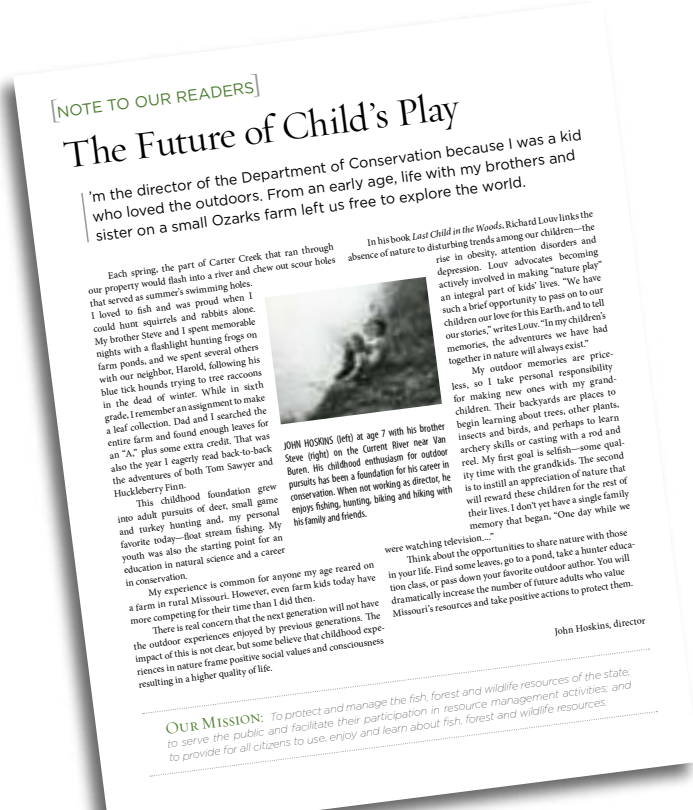 [NOTE TO OUR READERS]
The Future of Child's Play
'm the director of the Department of Conservation because I was a kid
who loved the outdoors. From an early age, life with my brothers and
sister on a small Ozarks farm left us free to explore the world.
Each spring, the part of Carter Creek that ran through
our property would flash into a river and chew out scour holes
that served as summer's swimming holes.
I loved to fish and was proud when I
could hunt squirrels and rabbits alone.
My brother Steve and I spent memorable
nights with a flashlight hunting frogs on
farm ponds, and we spent several others
with our neighbor, Harold, following his
blue tick hounds trying to tree raccoons
in the dead of winter. While in sixth
grade, I remember an assignment to make
a leaf collection. Dad and I searched the
entire farm and found enough leaves for
an "A," plus some extra credit. That was
also the year I eagerly read back-to-back
the adventures of both Tom Sawyer and
Huckleberry Finn.
This childhood foundation grew
into adult pursuits of deer, small game
and turkey hunting and, my personal
favorite today—float stream fishing. My
youth was also the starting point for an
education in natural science and a career
in conservation.
My experience is common for anyone my age reared on
a farm in rural Missouri. However, even farm kids today have
more competing for their time than I did then.
There is real concern that the next generation will not have
the outdoor experiences enjoyed by previous generations. The
impact of this is not clear, but some believe that childhood expe-
riences in nature frame positive social values and consciousness
resulting in a higher quality of life.
JOHN HOSKINS (left) at age 7 with his brother
Steve (right) on the Current River near Van
Buren. His childhood enthusiasm for outdoor
pursuits has been a foundation for his career in
conservation. When not working as director, he
enjoys fishing, hunting, biking and hiking with
his family and friends.
In his book Last Child in the Woods, Richard Louv links the
absence of nature to disturbing trends among our children—the
rise in obesity, attention disorders and
depression. Louv advocates becoming
actively involved in making "nature play"
an integral part of kids' lives. "We have
such a brief opportunity to pass on to our
children our love for this Earth, and to tell
our stories," writes Louv. "In my children's
memories, the adventures we have had
together in nature will always exist."
My outdoor memories are price-
less, so I take personal responsibility
for making new ones with my grand-
children. Their backyards are places to
begin learning about trees, other plants,
insects and birds, and perhaps to learn
archery skills or casting with a rod and
reel. My first goal is selfish—some qual-
ity time with the grandkids. The second
is to instill an appreciation of nature that
will reward these children for the rest of
their lives. I don't yet have a single family
memory that began, "One day while we
were watching television...."
Think about the opportunities to share nature with those
in your life. Find some leaves, go to a pond, take a hunter educa-
tion class, or pass down your favorite outdoor author. You will
dramatically increase the number of future adults who value
Missouri's resources and take positive actions to protect them.
John Hoskins, director
OUR MISSION: To protect and manage the fish, forest and wildlife resources of the state;
to serve the public and facilitate their participation in resource management activities; and
to provide for all citizens to use, enjoy and learn about fish, forest and wildlife resources.